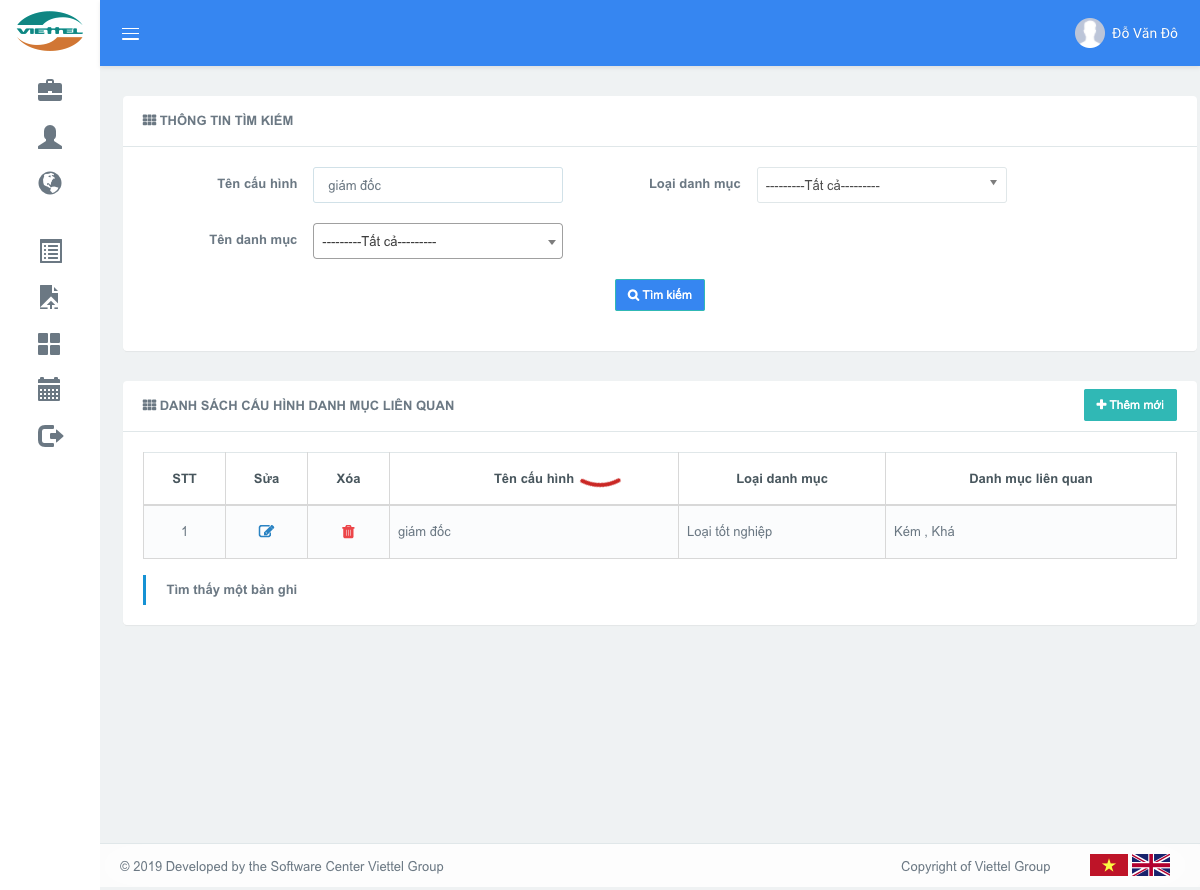 VIETTEL
Đỗ Văn Đô
THÔNG TIN TÌM KIẾM
Tên cấu hình
giám đốc
Loại danh mục
---------Tất cả---------
Tên danh mục
---------Tất cả---------
Tìm kiếm
DANH SÁCH CẤU HÌNH DANH MỤC LIÊN QUAN
Thêm mới
STT Sửa Xóa Tên cấu hình Loại danh mục Danh mục liên quan
1 giám đốc Loại tốt nghiệp Kém , Khá
Tìm thấy một bản ghi
© 2019 Developed by the Software Center Viettel Group
Copyright of Viettel Group